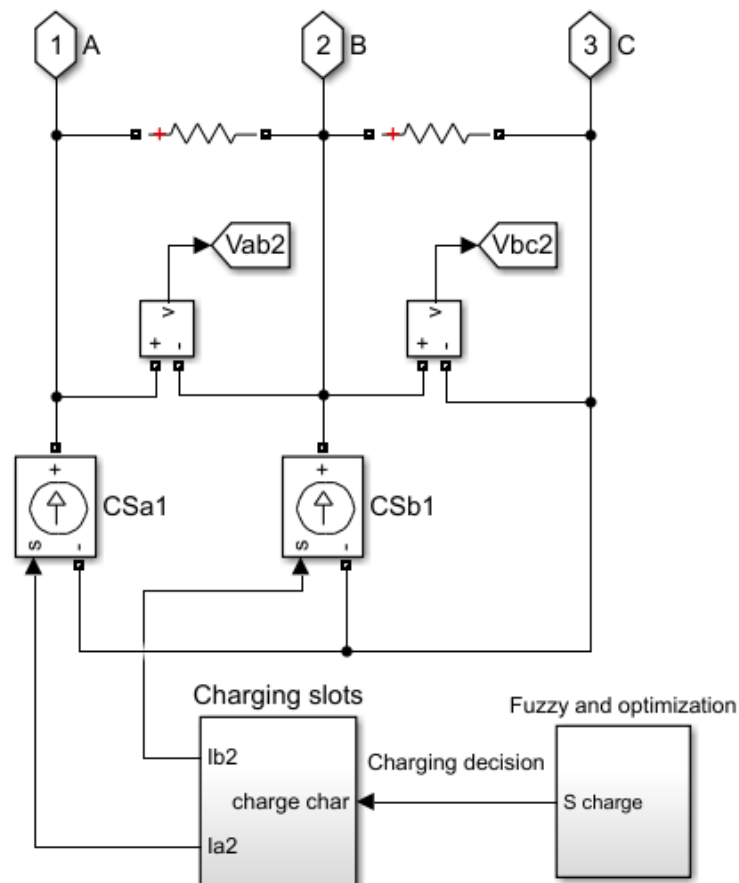 1 A 2 B 3 C
+ +
Vab2 Vbc2
v v
+ - + -
+ +
CSa1 CSb1
s - s -
Charging slots
Fuzzy and optimization
Ib2
Charging decision
charge char
S charge
Ia2